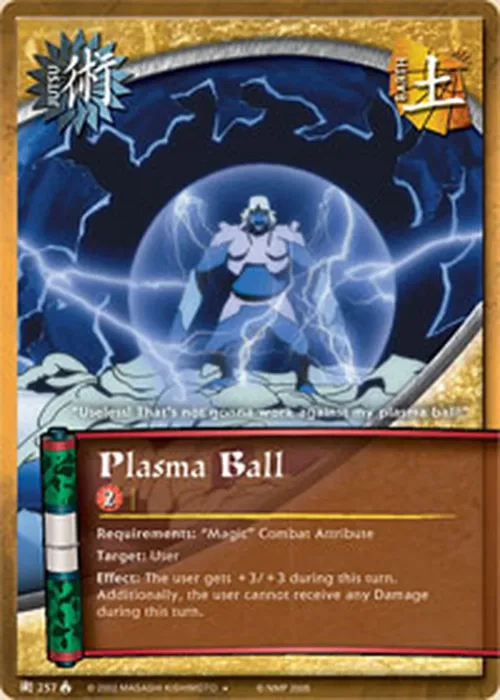 JUTSU
術
EARTH
土
"Useless! That's not gonna work against my plasma ball!"
Plasma Ball
2 1
Requirements: "Magic" Combat Attribute
Target: User
Effect: The user gets +3/+3 during this turn.
Additionally, the user cannot receive any Damage
during this turn.
術 257
© 2002 MASASHI KISHIMOTO
© NMP 2005